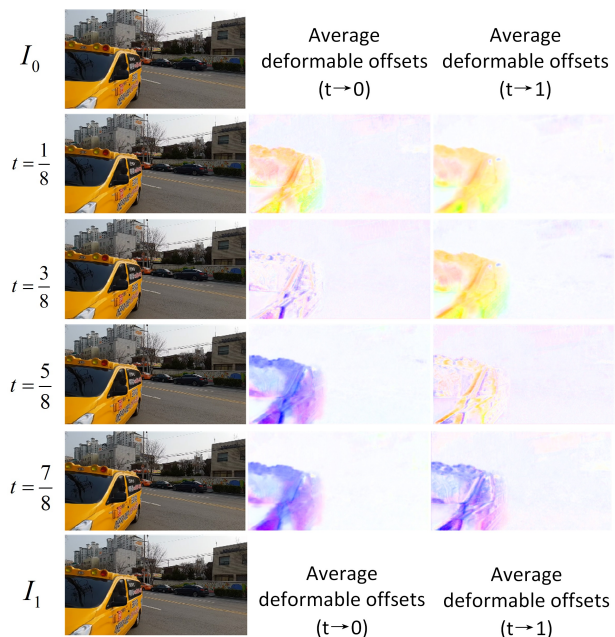 I₀
Average
deformable offsets
(t→0)
Average
deformable offsets
(t→1)
t = 1/8
t = 3/8
t = 5/8
t = 7/8
I₁
Average
deformable offsets
(t→0)
Average
deformable offsets
(t→1)